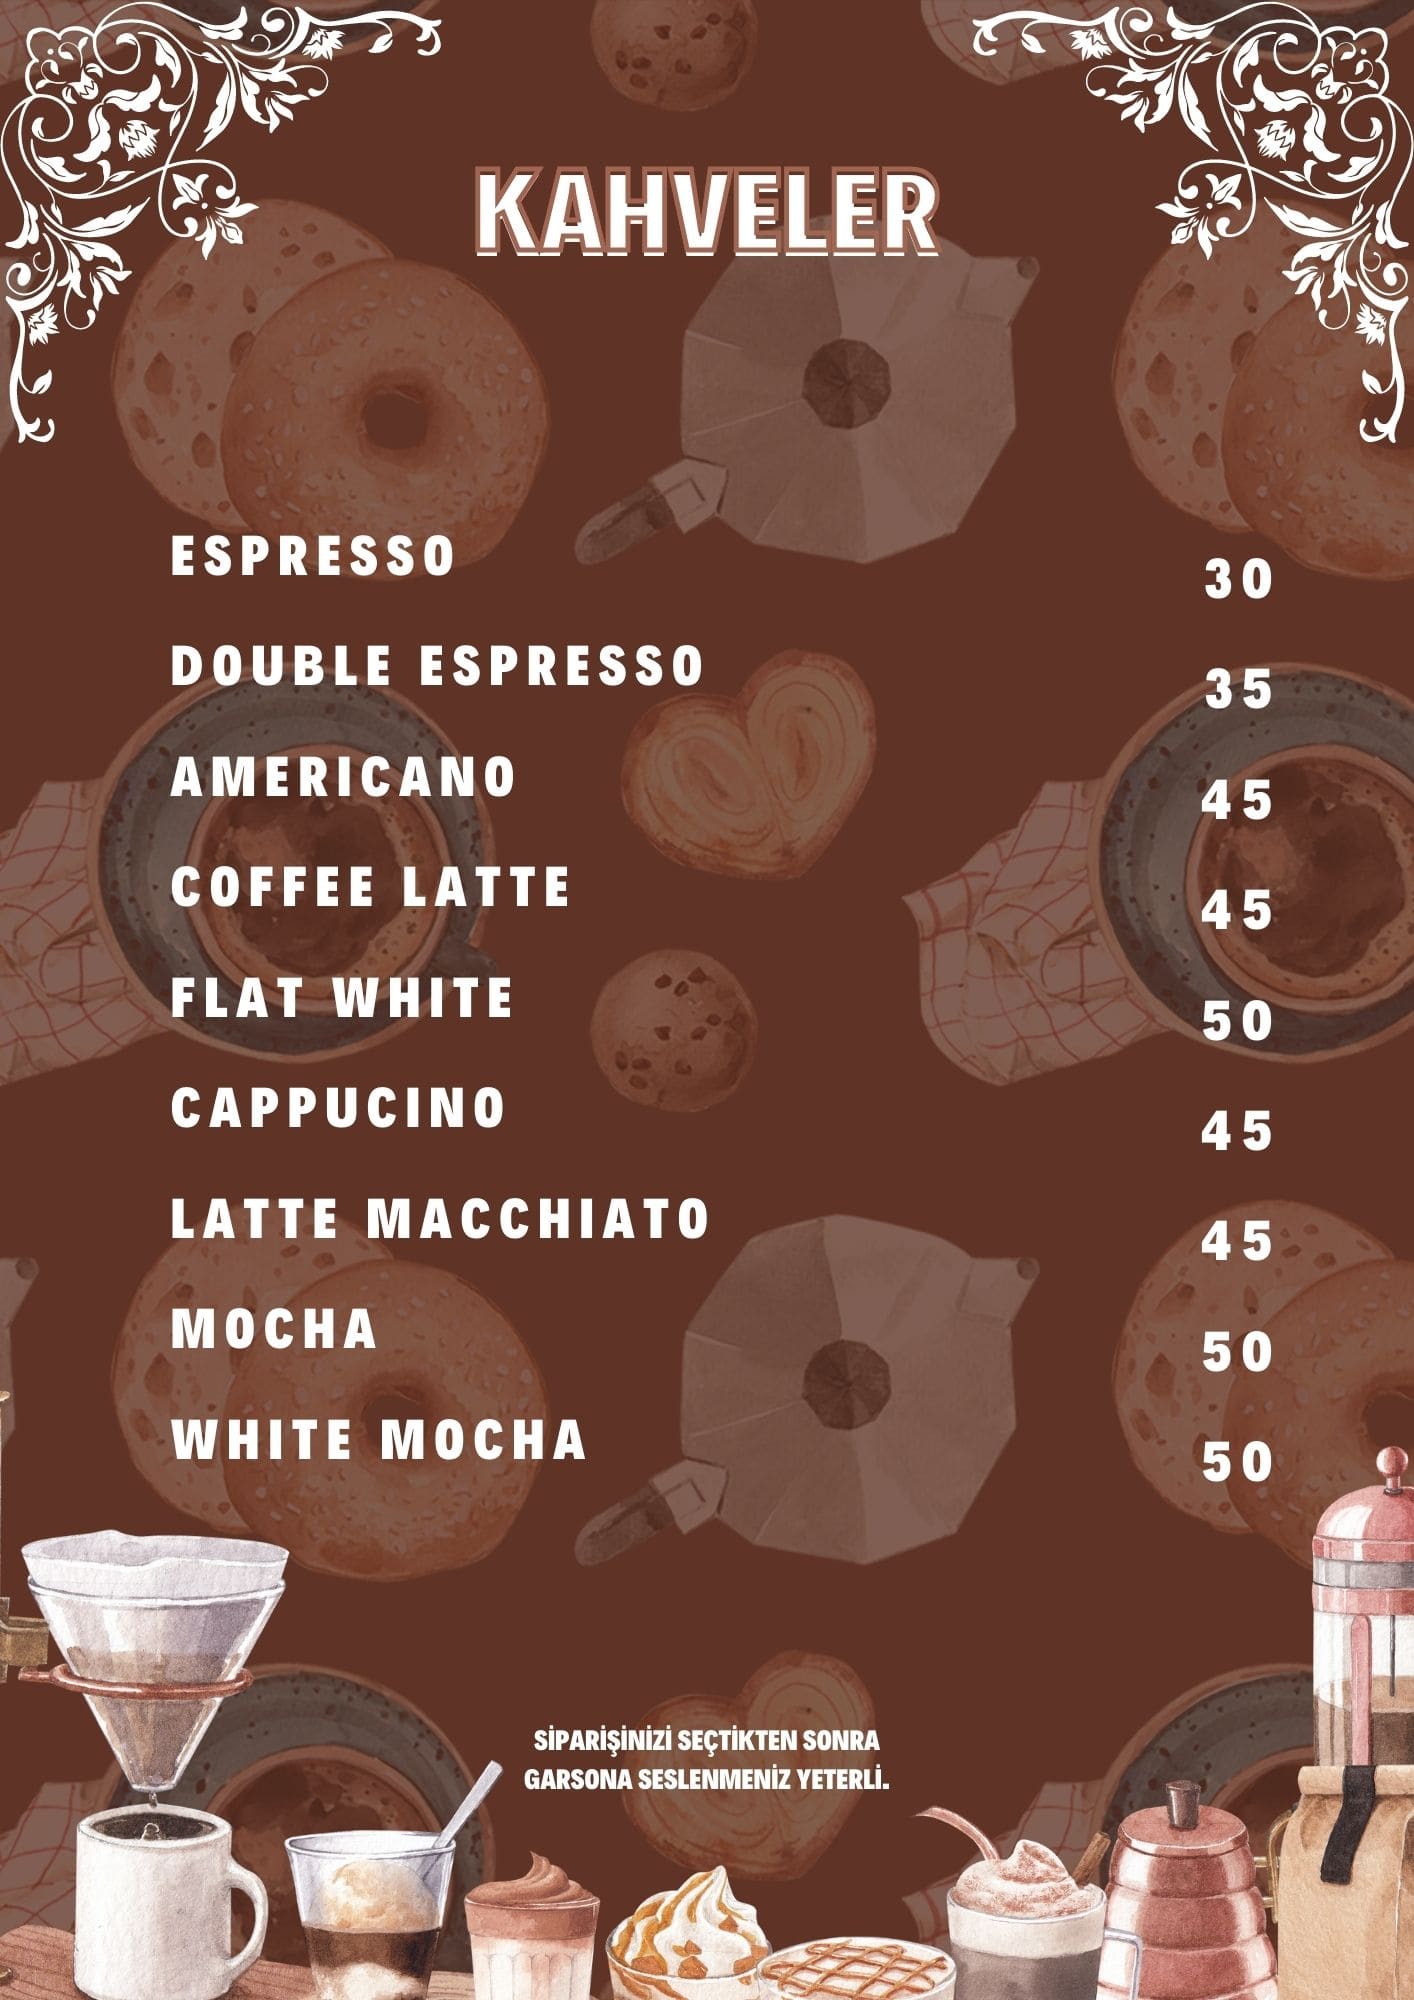 KAHVELER
ESPRESSO 30
DOUBLE ESPRESSO 35
AMERICANO 45
COFFEE LATTE 45
FLAT WHITE 50
CAPPUCINO 45
LATTE MACCHIATO 45
MOCHA 50
WHITE MOCHA 50
SİPARİŞİNİZİ SEÇTİKTEN SONRA
GARSONA SESLENMENİZ YETERLİ.